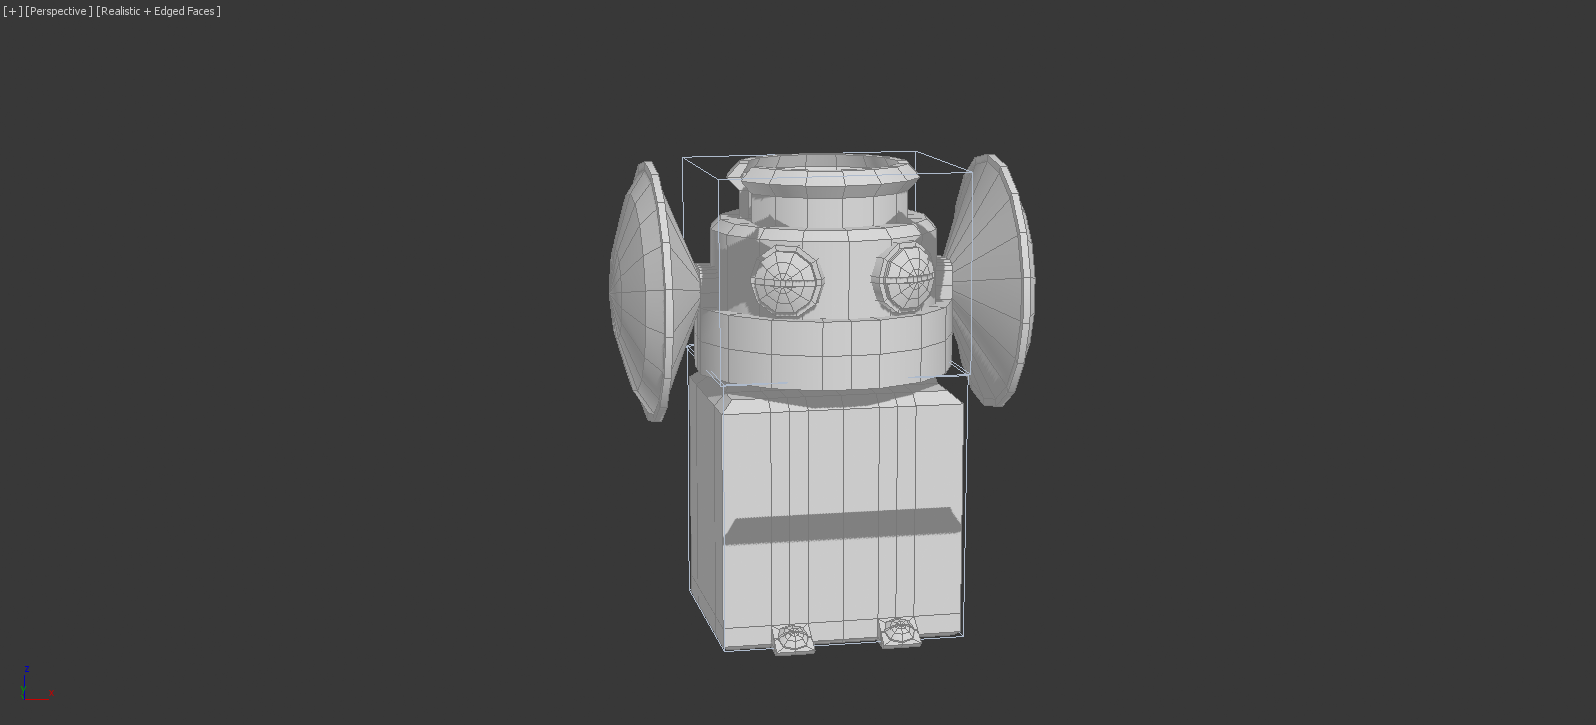 [+] [Perspective] [Realistic + Edged Faces]
z